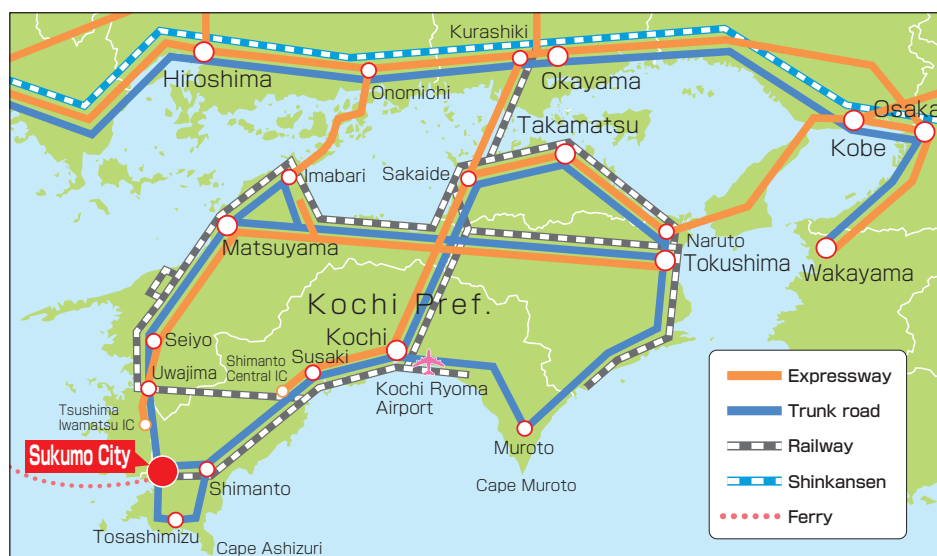 Kurashiki
Hiroshima
Okayama
Onomichi
Takamatsu
Osaka
Kobe
Imabari
Sakaide
Matsuyama
Naruto
Tokushima
Wakayama
Kochi Pref.
Seiyo
Kochi
Shimanto
Central IC
Susaki
Uwajima
Kochi Ryoma
Airport
Tsushima
Iwamatsu IC
Sukumo City
Muroto
Shimanto
Cape Muroto
Tosashimizu
Cape Ashizuri
Expressway
Trunk road
Railway
Shinkansen
Ferry